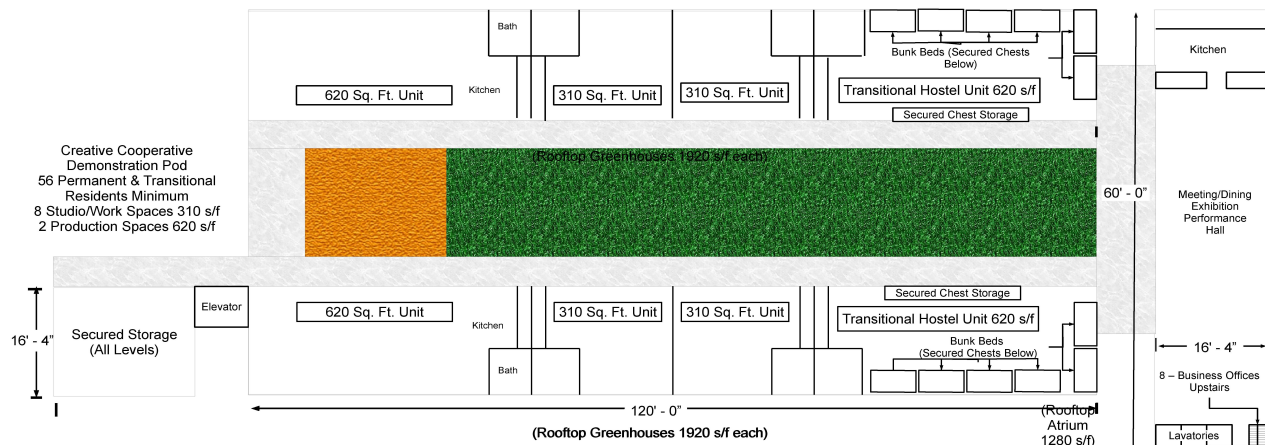 Bath
Kitchen
620 Sq. Ft. Unit
310 Sq. Ft. Unit
310 Sq. Ft. Unit
Bunk Beds (Secured Chests
Below)
Transitional Hostel Unit 620 s/f
Secured Chest Storage
Kitchen
(Rooftop Greenhouses 1920 s/f each)
Creative Cooperative
Demonstration Pod
56 Permanent & Transitional
Residents Minimum
8 Studio/Work Spaces 310 s/f
2 Production Spaces 620 s/f
60' - 0”
Meeting/Dining
Exhibition
Performance
Hall
16' - 4”
Secured Storage
(All Levels)
Elevator
620 Sq. Ft. Unit
Kitchen
Bath
310 Sq. Ft. Unit
310 Sq. Ft. Unit
Secured Chest Storage
Transitional Hostel Unit 620 s/f
Bunk Beds
(Secured Chests Below)
16' - 4”
8 – Business Offices
Upstairs
120' - 0”
(Rooftop Greenhouses 1920 s/f each)
(Rooftop
Atrium
1280 s/f)
Lavatories